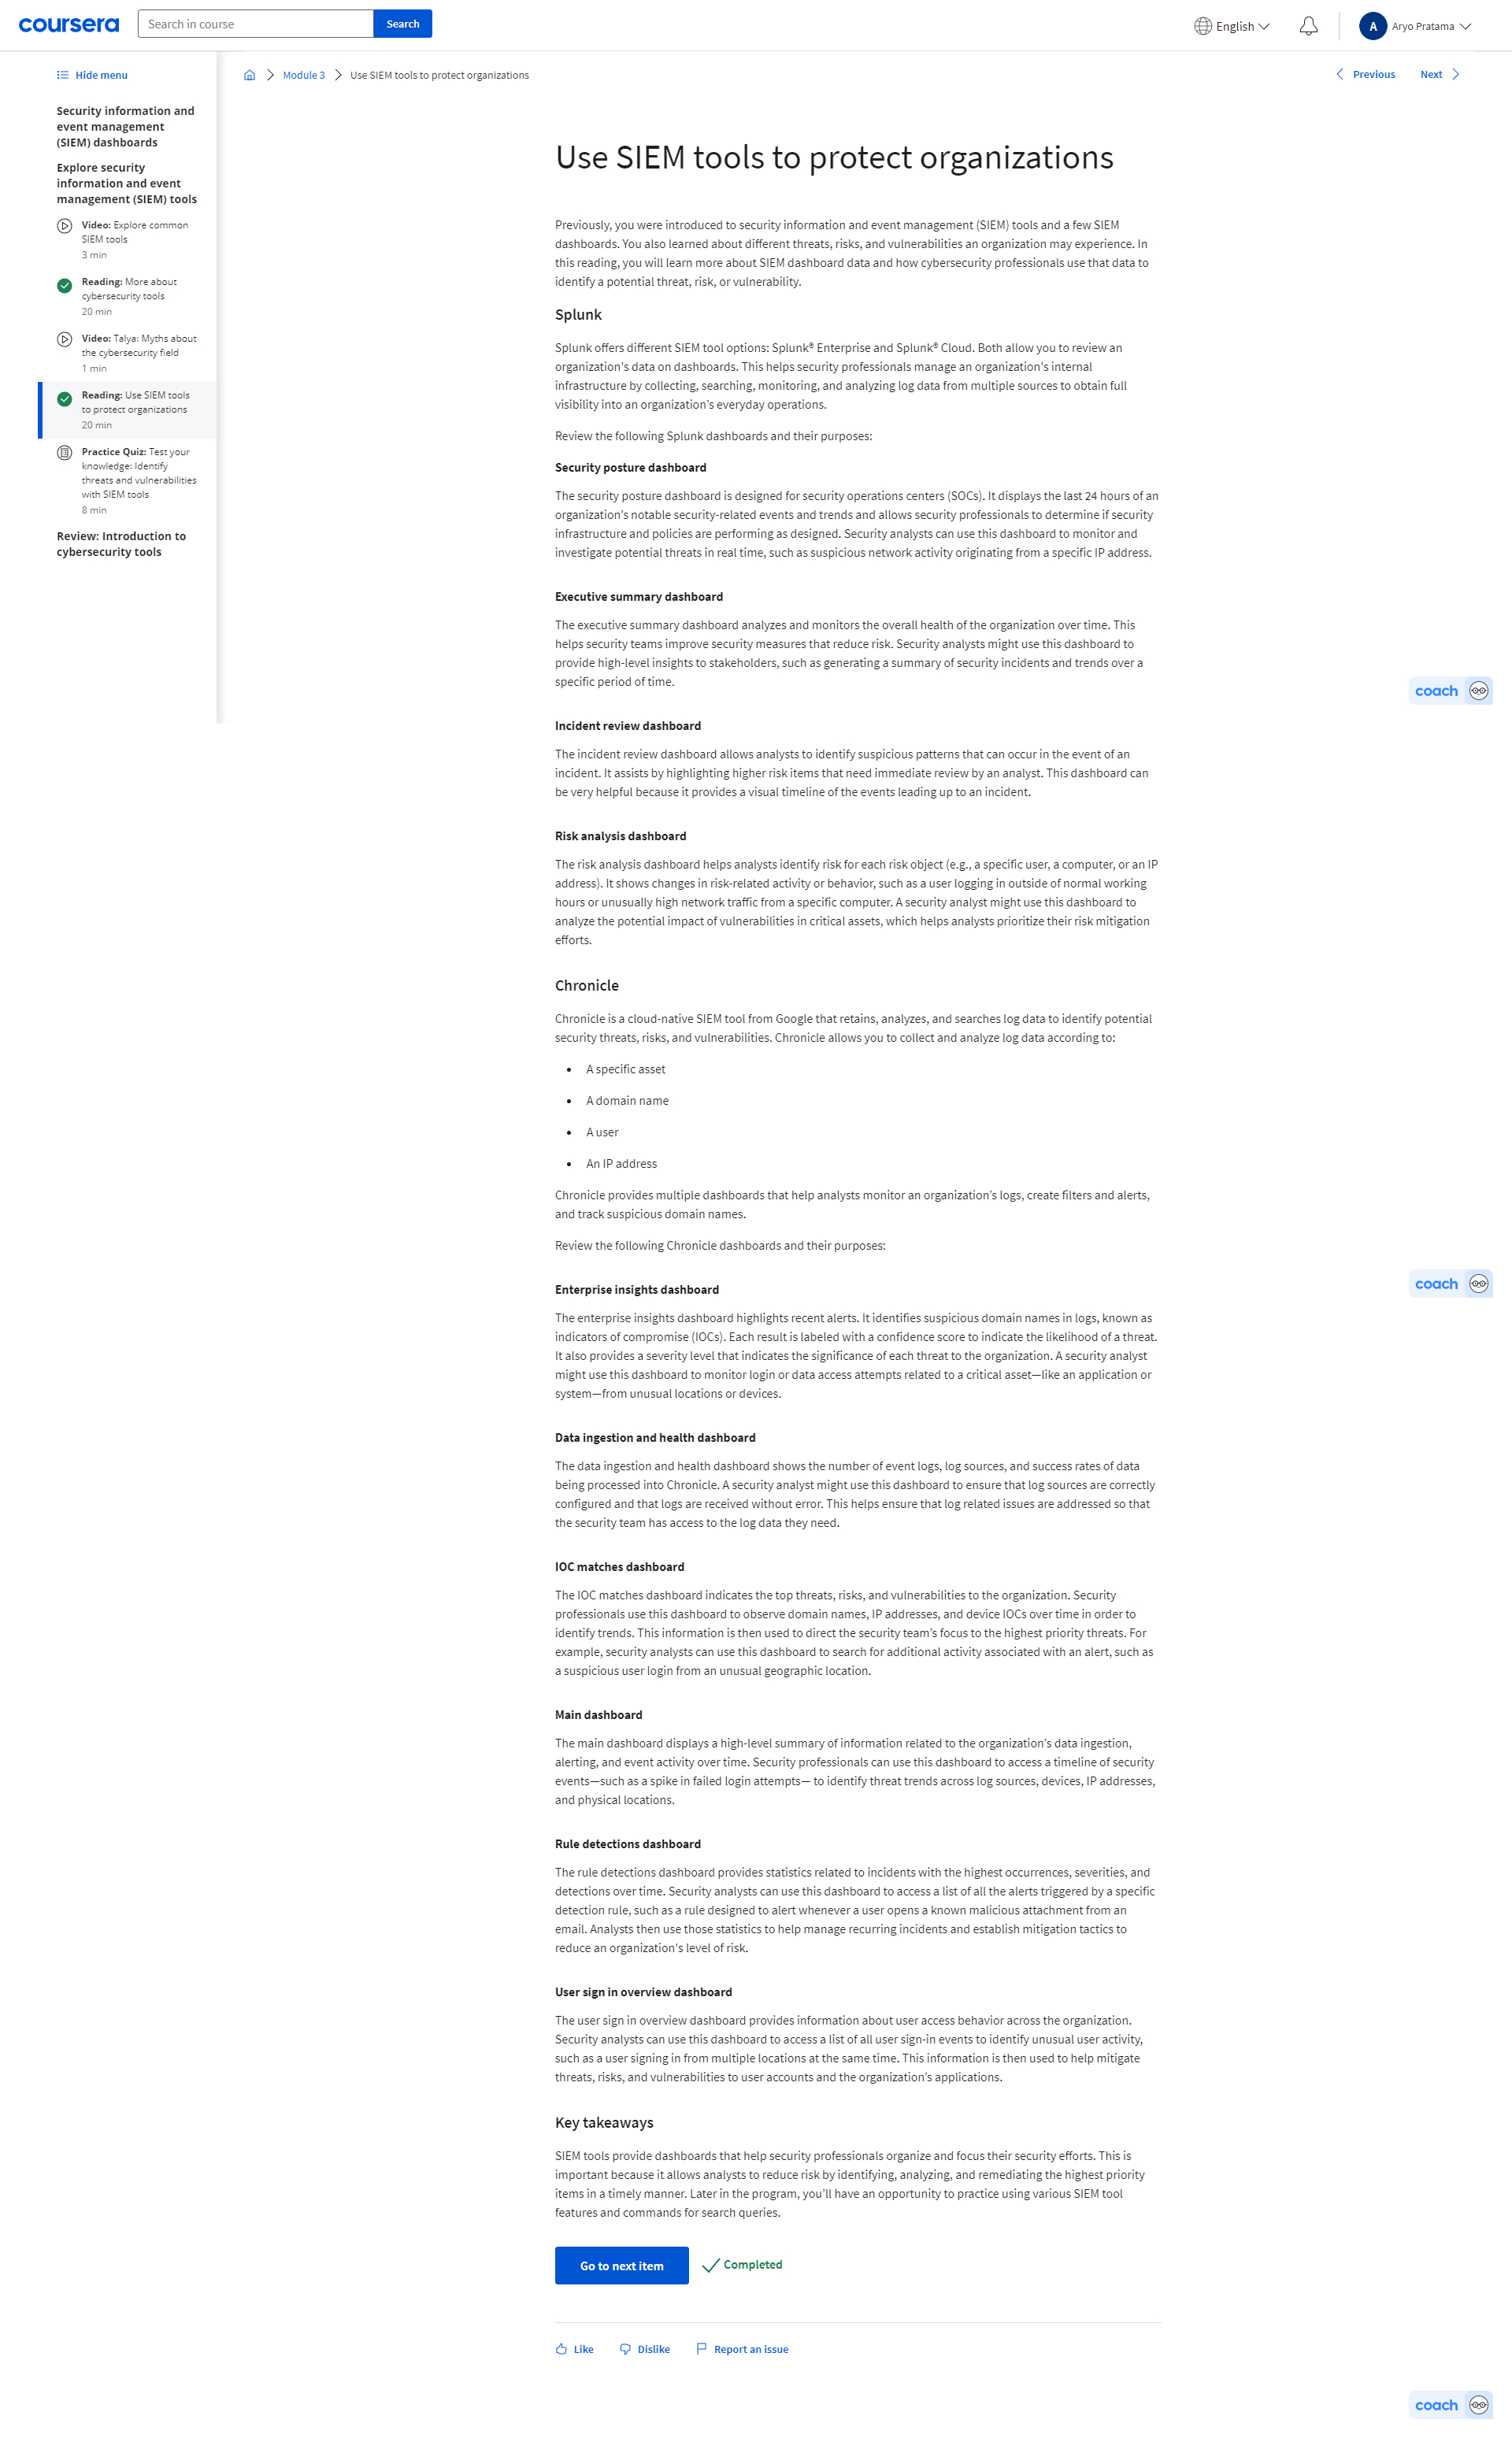 coursera
Search in course
Search
English
A
Aryo Pratama
Hide menu
Security information and
event management
(SIEM) dashboards
Explore security
information and event
management (SIEM) tools
Video: Explore common
SIEM tools
3 min
Reading: More about
cybersecurity tools
20 min
Video: Talya: Myths about
the cybersecurity field
1 min
Reading: Use SIEM tools
to protect organizations
20 min
Practice Quiz: Test your
knowledge: Identify
threats and vulnerabilities
with SIEM tools
8 min
Review: Introduction to
cybersecurity tools
Module 3
Use SIEM tools to protect organizations
Previous
Next
Use SIEM tools to protect organizations
Previously, you were introduced to security information and event management (SIEM) tools and a few SIEM
dashboards. You also learned about different threats, risks, and vulnerabilities an organization may experience. In
this reading, you will learn more about SIEM dashboard data and how cybersecurity professionals use that data to
identify a potential threat, risk, or vulnerability.
Splunk
Splunk offers different SIEM tool options: Splunk® Enterprise and Splunk® Cloud. Both allow you to review an
organization's data on dashboards. This helps security professionals manage an organization's internal
infrastructure by collecting, searching, monitoring, and analyzing log data from multiple sources to obtain full
visibility into an organization’s everyday operations.
Review the following Splunk dashboards and their purposes:
Security posture dashboard
The security posture dashboard is designed for security operations centers (SOCs). It displays the last 24 hours of an
organization’s notable security-related events and trends and allows security professionals to determine if security
infrastructure and policies are performing as designed. Security analysts can use this dashboard to monitor and
investigate potential threats in real time, such as suspicious network activity originating from a specific IP address.
Executive summary dashboard
The executive summary dashboard analyzes and monitors the overall health of the organization over time. This
helps security teams improve security measures that reduce risk. Security analysts might use this dashboard to
provide high-level insights to stakeholders, such as generating a summary of security incidents and trends over a
specific period of time.
coach
Incident review dashboard
The incident review dashboard allows analysts to identify suspicious patterns that can occur in the event of an
incident. It assists by highlighting higher risk items that need immediate review by an analyst. This dashboard can
be very helpful because it provides a visual timeline of the events leading up to an incident.
Risk analysis dashboard
The risk analysis dashboard helps analysts identify risk for each risk object (e.g., a specific user, a computer, or an IP
address). It shows changes in risk-related activity or behavior, such as a user logging in outside of normal working
hours or unusually high network traffic from a specific computer. A security analyst might use this dashboard to
analyze the potential impact of vulnerabilities in critical assets, which helps analysts prioritize their risk mitigation
efforts.
Chronicle
Chronicle is a cloud-native SIEM tool from Google that retains, analyzes, and searches log data to identify potential
security threats, risks, and vulnerabilities. Chronicle allows you to collect and analyze log data according to:
• A specific asset
• A domain name
• A user
• An IP address
Chronicle provides multiple dashboards that help analysts monitor an organization’s logs, create filters and alerts,
and track suspicious domain names.
Review the following Chronicle dashboards and their purposes:
coach
Enterprise insights dashboard
The enterprise insights dashboard highlights recent alerts. It identifies suspicious domain names in logs, known as
indicators of compromise (IOCs). Each result is labeled with a confidence score to indicate the likelihood of a threat.
It also provides a severity level that indicates the significance of each threat to the organization. A security analyst
might use this dashboard to monitor login or data access attempts related to a critical asset—like an application or
system—from unusual locations or devices.
Data ingestion and health dashboard
The data ingestion and health dashboard shows the number of event logs, log sources, and success rates of data
being processed into Chronicle. A security analyst might use this dashboard to ensure that log sources are correctly
configured and that logs are received without error. This helps ensure that log related issues are addressed so that
the security team has access to the log data they need.
IOC matches dashboard
The IOC matches dashboard indicates the top threats, risks, and vulnerabilities to the organization. Security
professionals use this dashboard to observe domain names, IP addresses, and device IOCs over time in order to
identify trends. This information is then used to direct the security team’s focus to the highest priority threats. For
example, security analysts can use this dashboard to search for additional activity associated with an alert, such as
a suspicious user login from an unusual geographic location.
Main dashboard
The main dashboard displays a high-level summary of information related to the organization’s data ingestion,
alerting, and event activity over time. Security professionals can use this dashboard to access a timeline of security
events—such as a spike in failed login attempts— to identify threat trends across log sources, devices, IP addresses,
and physical locations.
Rule detections dashboard
The rule detections dashboard provides statistics related to incidents with the highest occurrences, severities, and
detections over time. Security analysts can use this dashboard to access a list of all the alerts triggered by a specific
detection rule, such as a rule designed to alert whenever a user opens a known malicious attachment from an
email. Analysts then use those statistics to help manage recurring incidents and establish mitigation tactics to
reduce an organization's level of risk.
User sign in overview dashboard
The user sign in overview dashboard provides information about user access behavior across the organization.
Security analysts can use this dashboard to access a list of all user sign-in events to identify unusual user activity,
such as a user signing in from multiple locations at the same time. This information is then used to help mitigate
threats, risks, and vulnerabilities to user accounts and the organization’s applications.
Key takeaways
SIEM tools provide dashboards that help security professionals organize and focus their security efforts. This is
important because it allows analysts to reduce risk by identifying, analyzing, and remediating the highest priority
items in a timely manner. Later in the program, you’ll have an opportunity to practice using various SIEM tool
features and commands for search queries.
Go to next item
Completed
Like
Dislike
Report an issue
coach